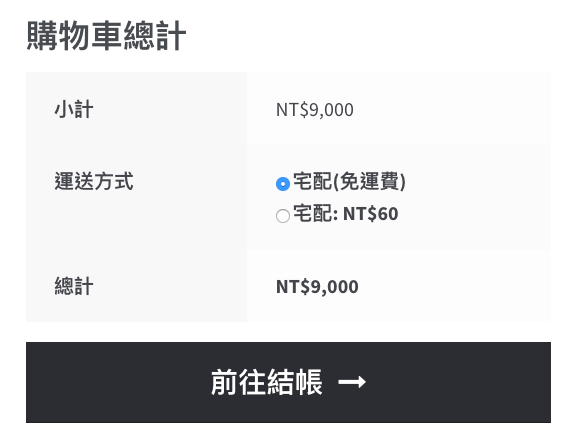 購物車總計
小計
NT$9,000
運送方式
宅配(免運費)
宅配: NT$60
總計
NT$9,000
前往結帳 →